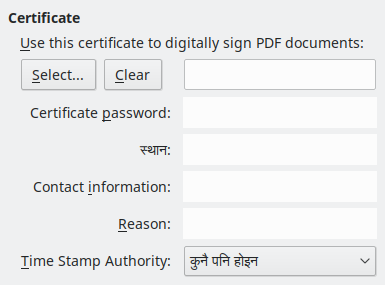 Certificate
Use this certificate to digitally sign PDF documents:
Select... Clear
Certificate password:
स्थान:
Contact information:
Reason:
Time Stamp Authority: कुनै पनि होइन